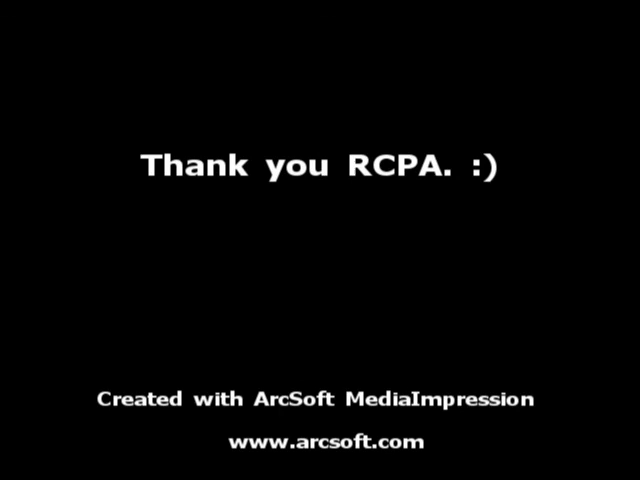 Thank you RCPA. :)
Created with ArcSoft MediaImpression
www.arcsoft.com